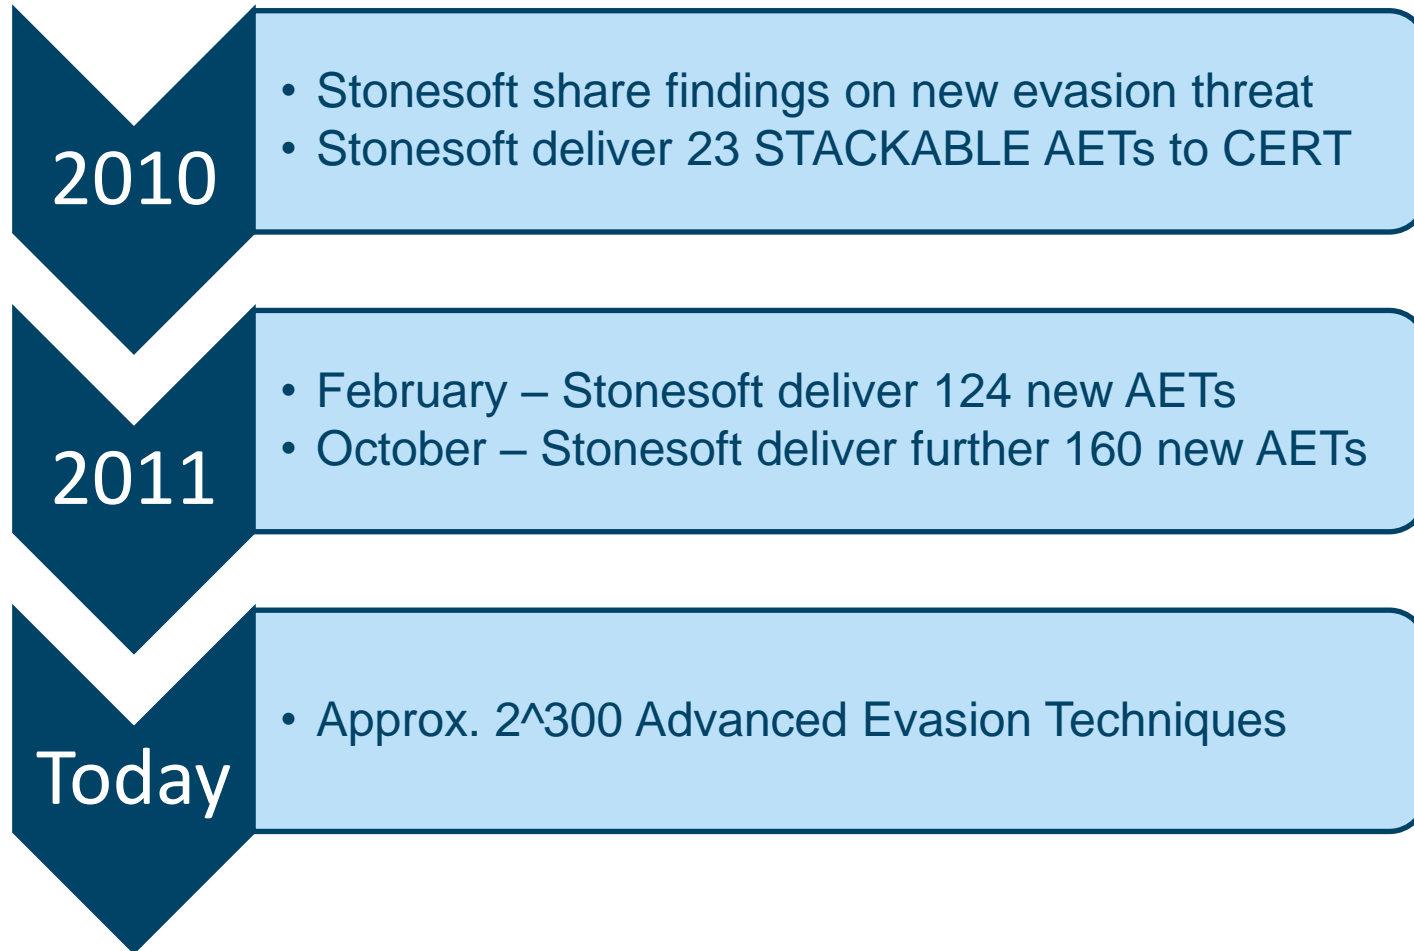 2010
• Stonesoft share findings on new evasion threat
• Stonesoft deliver 23 STACKABLE AETs to CERT
2011
• February – Stonesoft deliver 124 new AETs
• October – Stonesoft deliver further 160 new AETs
Today
• Approx. 2^300 Advanced Evasion Techniques